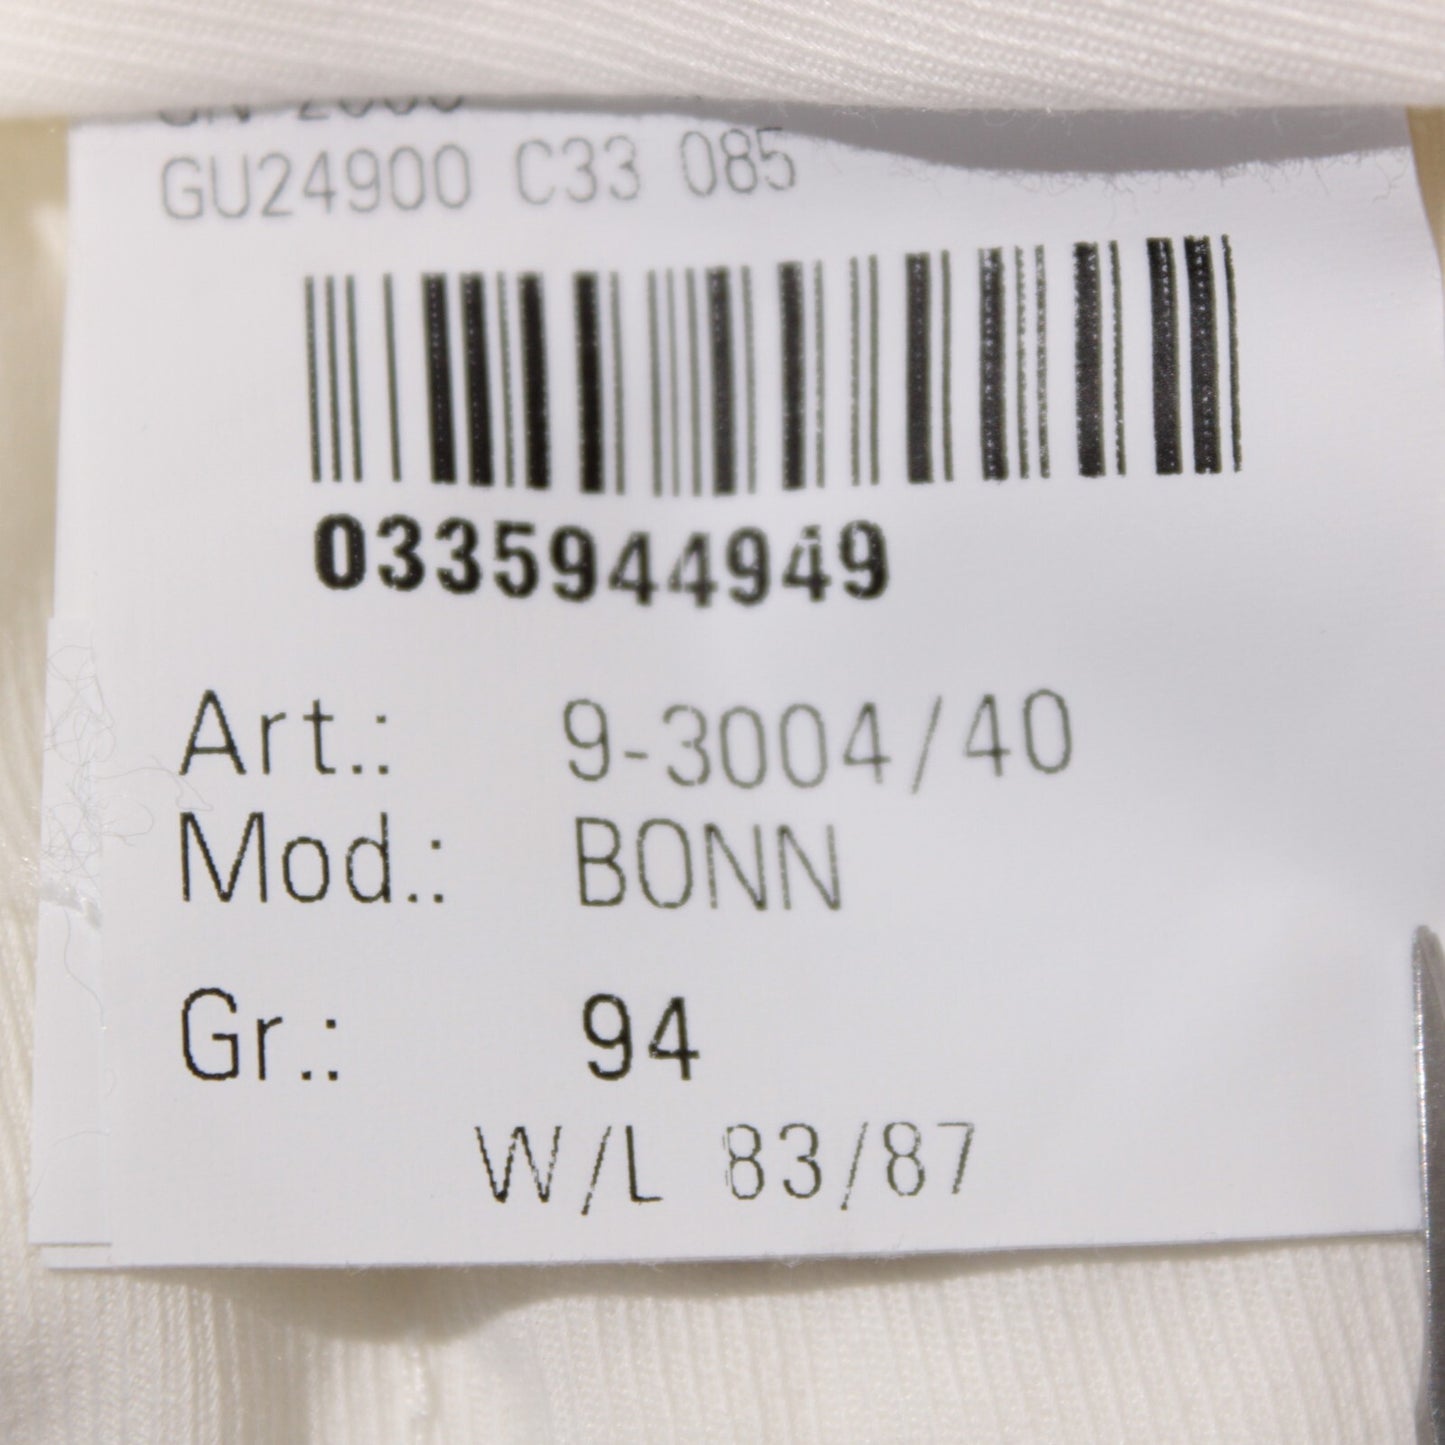 GU24900 C33 085
0335944949
Art.: 9-3004/40
Mod.: BONN
Gr.: 94
W/L 83/87